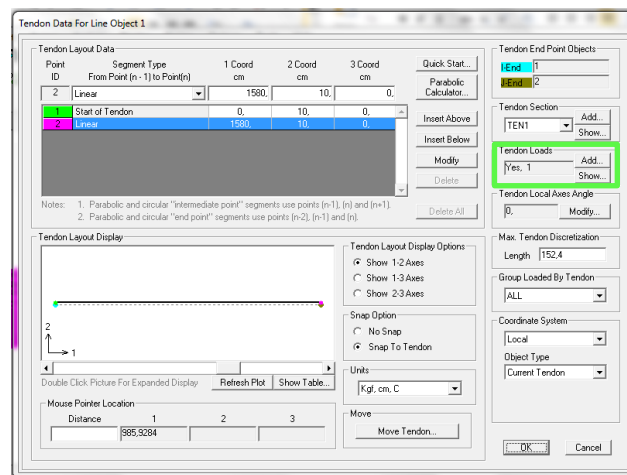 Tendon Data For Line Object 1
Tendon Layout Data
Point Segment Type 1 Coord 2 Coord 3 Coord
ID From Point (n - 1) to Point(n) cm cm cm
2 Linear 1580, 10, 0,
1 Start of Tendon 0, 10, 0,
2 Linear 1580, 10, 0,
Notes: 1. Parabolic and circular "intermediate point" segments use points (n-1), (n) and (n+1).
2. Parabolic and circular "end point" segments use points (n-2), (n-1) and (n).
Quick Start...
Parabolic
Calculator...
Insert Above
Insert Below
Modify
Delete
Delete All
Tendon End Point Objects
I-End 1
J-End 2
Tendon Section
TEN1
Add...
Show...
Tendon Loads
Yes, 1
Add...
Show...
Tendon Local Axes Angle
0, Modify...
Tendon Layout Display
2
1
Double Click Picture For Expanded Display Refresh Plot Show Table...
Mouse Pointer Location
Distance 1 2 3
985,9284
Tendon Layout Display Options
Show 1-2 Axes
Show 1-3 Axes
Show 2-3 Axes
Snap Option
No Snap
Snap To Tendon
Units
Kgf, cm, C
Move
Move Tendon...
Max. Tendon Discretization
Length 152,4
Group Loaded By Tendon
ALL
Coordinate System
Local
Object Type
Current Tendon
OK Cancel